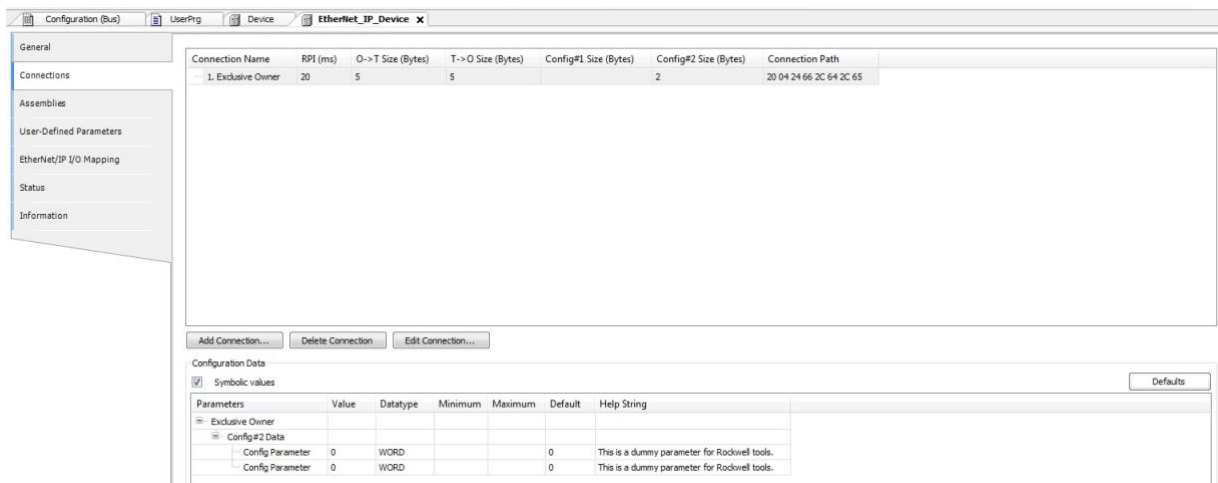 Configuration (Bus) UserPrg Device EtherNet_IP_Device X
General
Connections
Assemblies
User-Defined Parameters
EtherNet/IP I/O Mapping
Status
Information
Connection Name RPI (ms) O->T Size (Bytes) T->O Size (Bytes) Config#1 Size (Bytes) Config#2 Size (Bytes) Connection Path
1. Exclusive Owner 20 5 5 2 20 04 24 66 2C 64 2C 65
Add Connection... Delete Connection Edit Connection...
Configuration Data
Symbolic values Defaults
Parameters Value Datatype Minimum Maximum Default Help String
Exclusive Owner
Config#2 Data
Config Parameter 0 WORD 0 This is a dummy parameter for Rockwell tools.
Config Parameter 0 WORD 0 This is a dummy parameter for Rockwell tools.